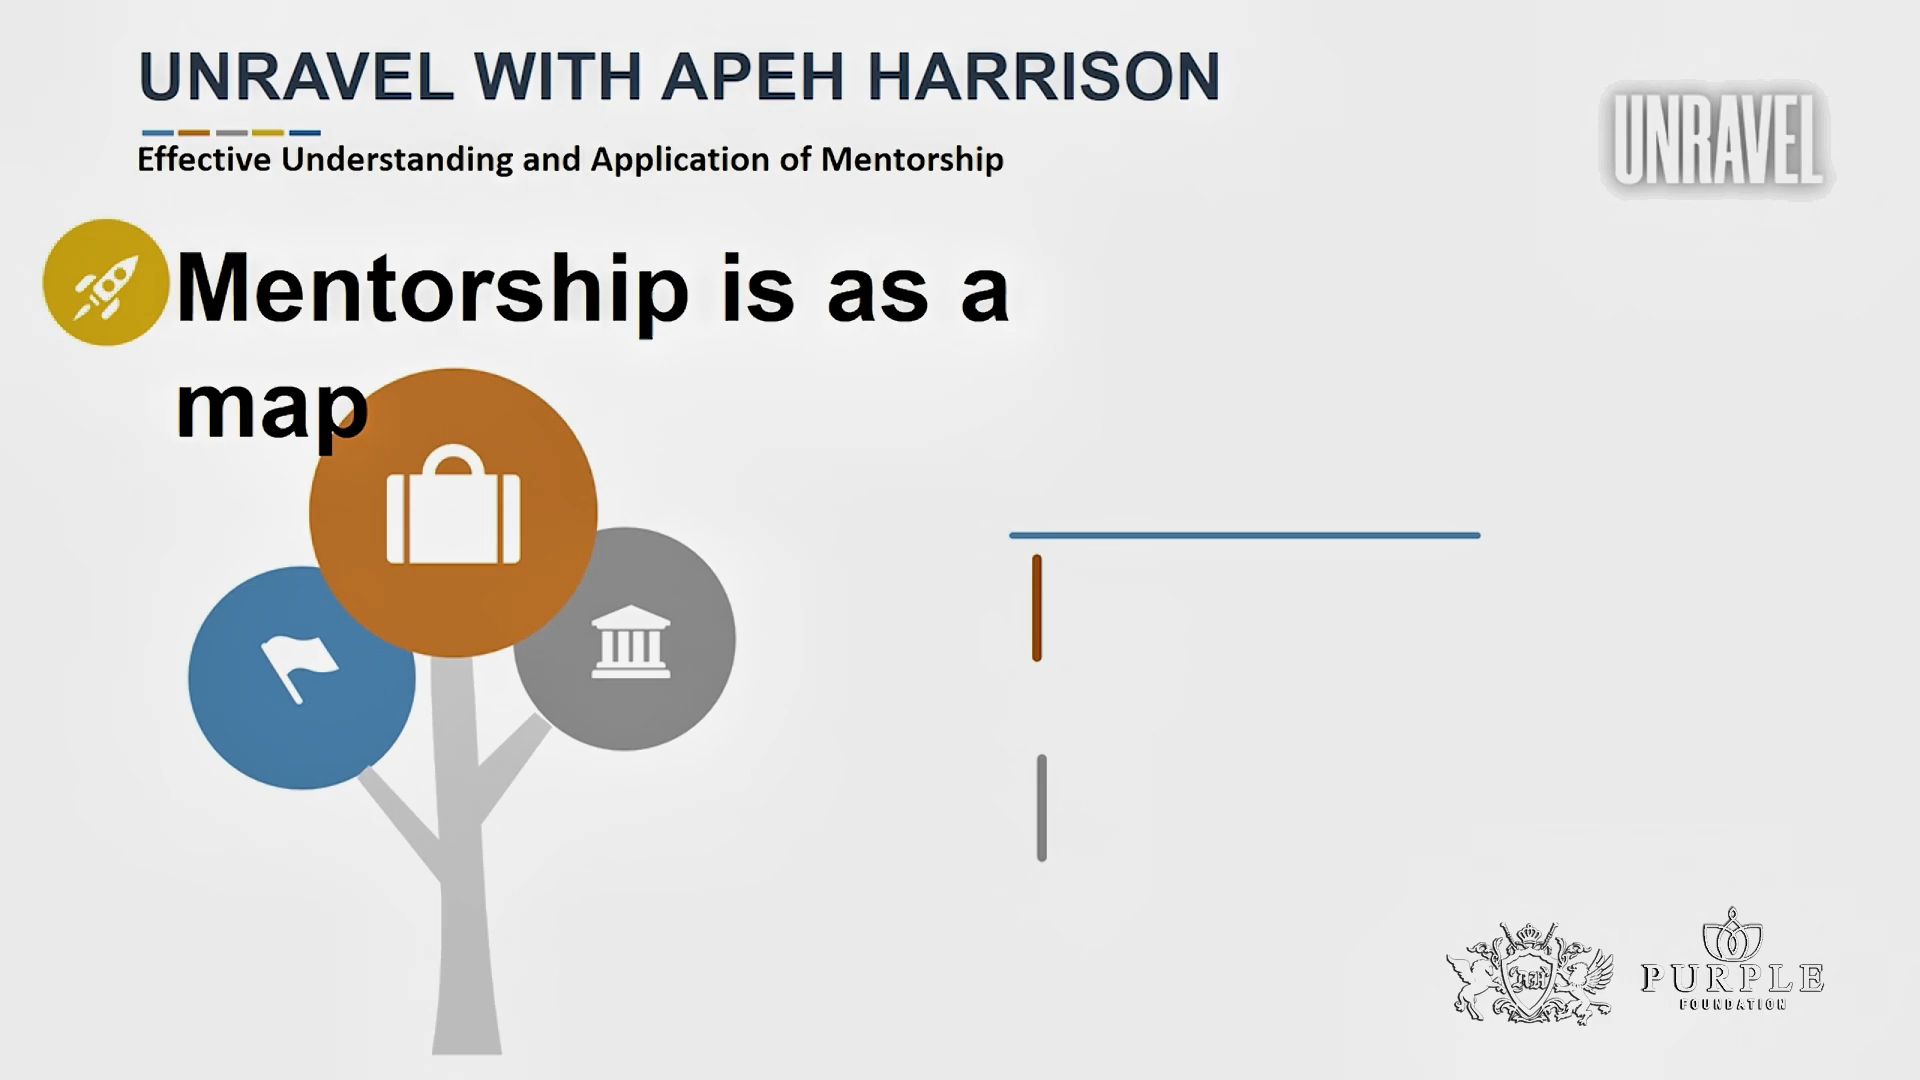 UNRAVEL WITH APEH HARRISON
Effective Understanding and Application of Mentorship
UNRAVEL
Mentorship is as a
map
PURPLE
FOUNDATION